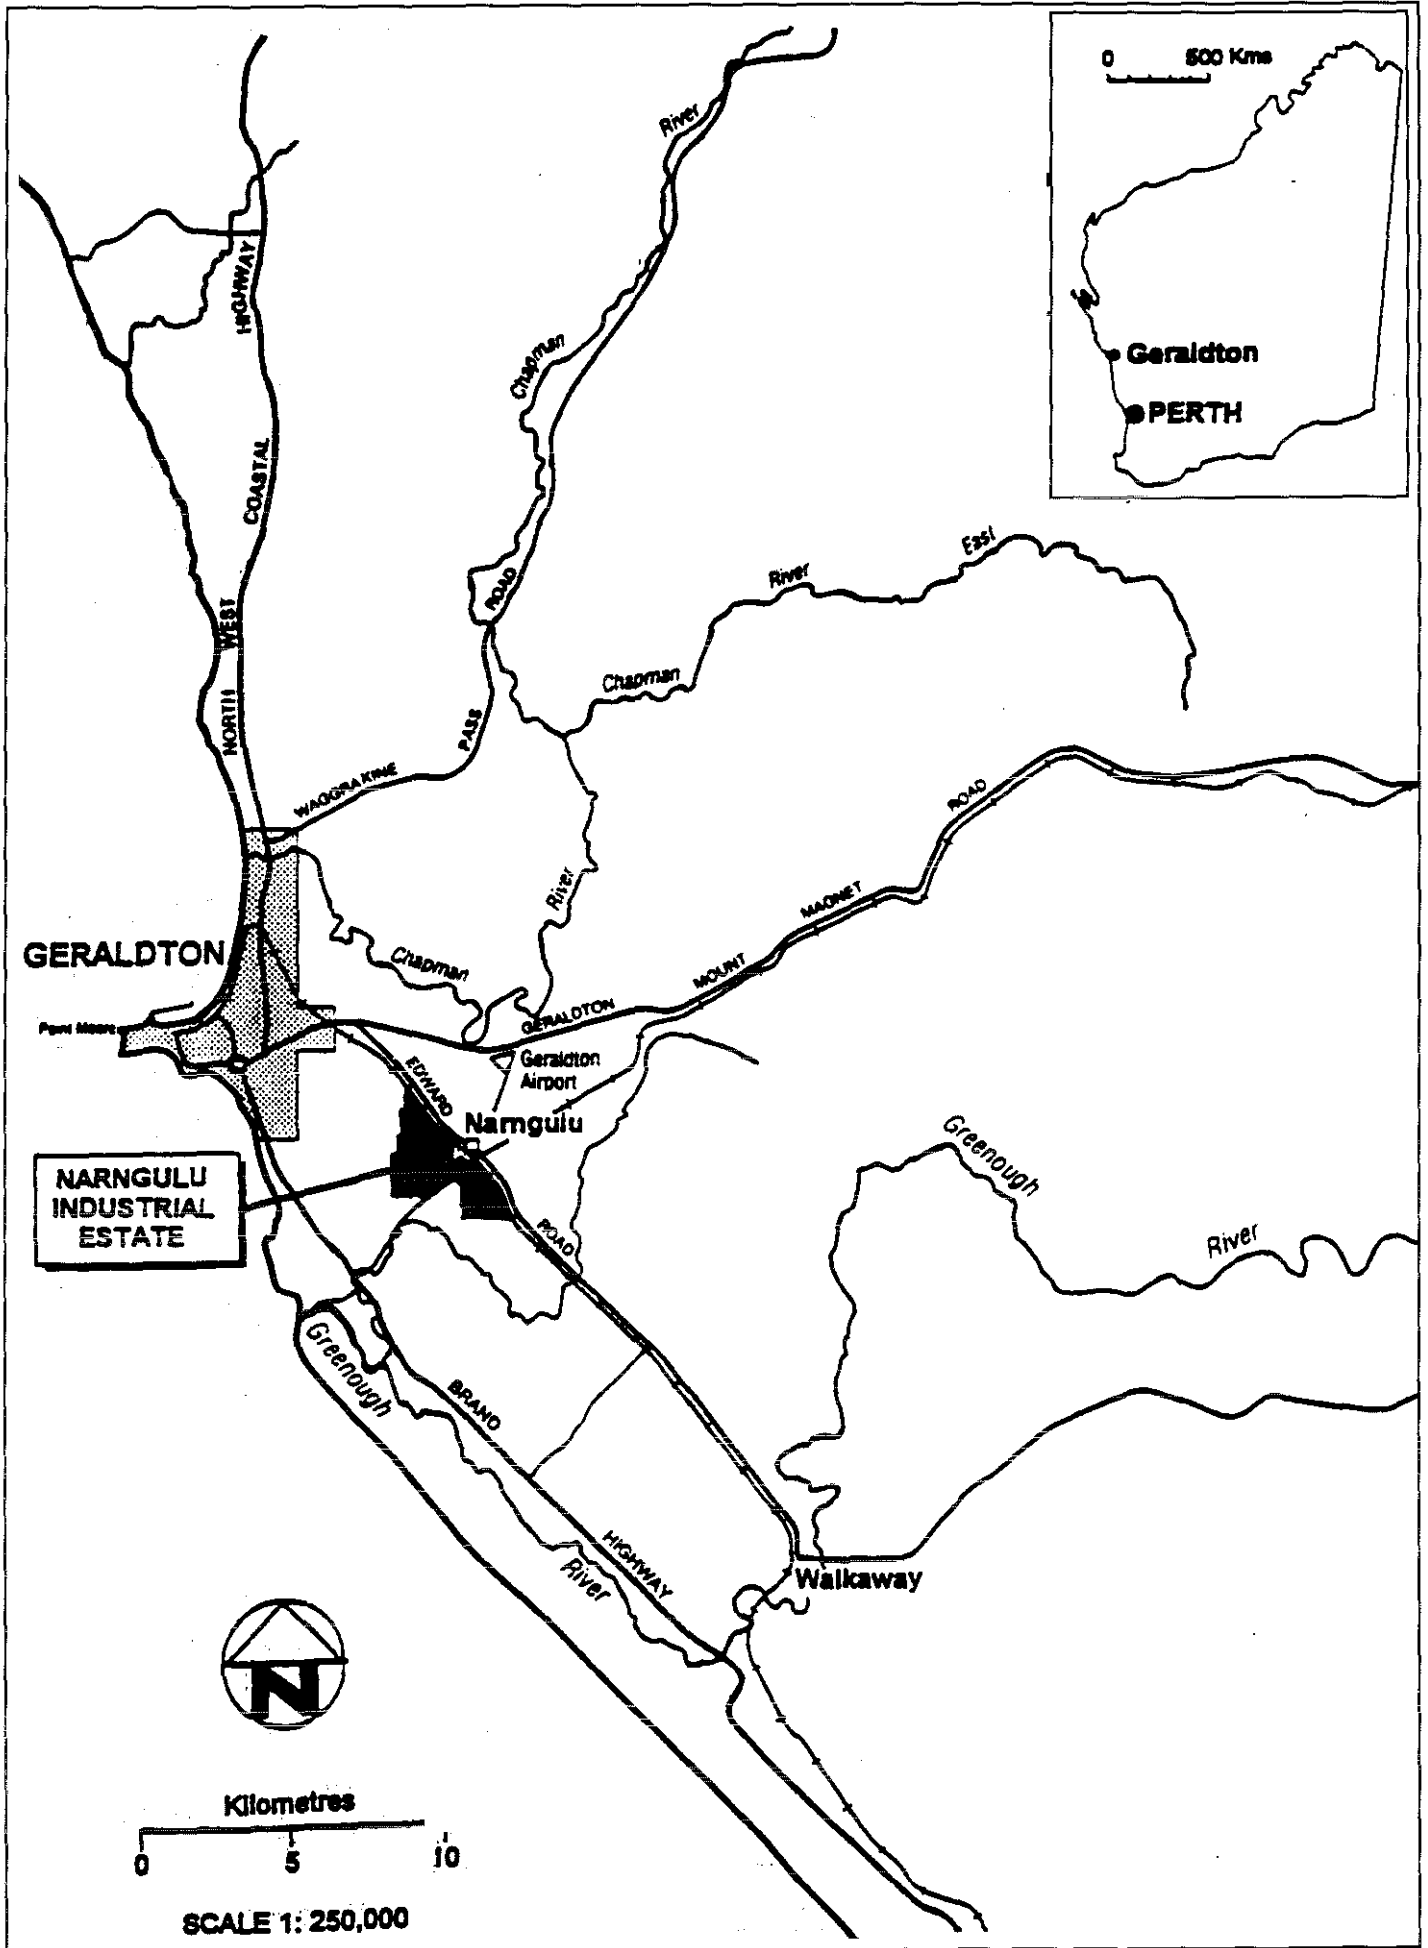 0 500 Kms
Geraldton
PERTH
River
HIGHWAY
Chapman
COASTAL
ROAD
East
River
WEST
Chapman
NORTH
PASS
WAGGRAKINE
ROAD
MAGNET
River
GERALDTON
Chapman
MOUNT
GERALDTON
Point Moore
Geraldton
Airport
EDWARD
Narngulu
Greenough
NARNGULU
INDUSTRIAL
ESTATE
ROAD
River
Greenough
BRAND
HIGHWAY
River
Walkaway
N
Kilometres
0 5 10
SCALE 1: 250,000